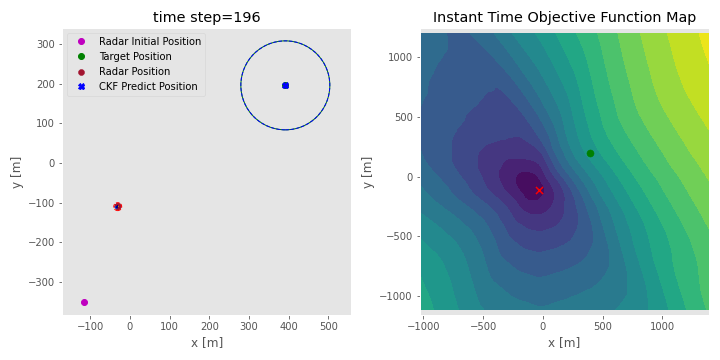 time step=196
Radar Initial Position
Target Position
Radar Position
CKF Predict Position
300
200
100
0
−100
−200
−300
y [m]
−100
0
100
200
300
400
500
x [m]
Instant Time Objective Function Map
1000
500
0
−500
−1000
y [m]
−1000
−500
0
500
1000
x [m]